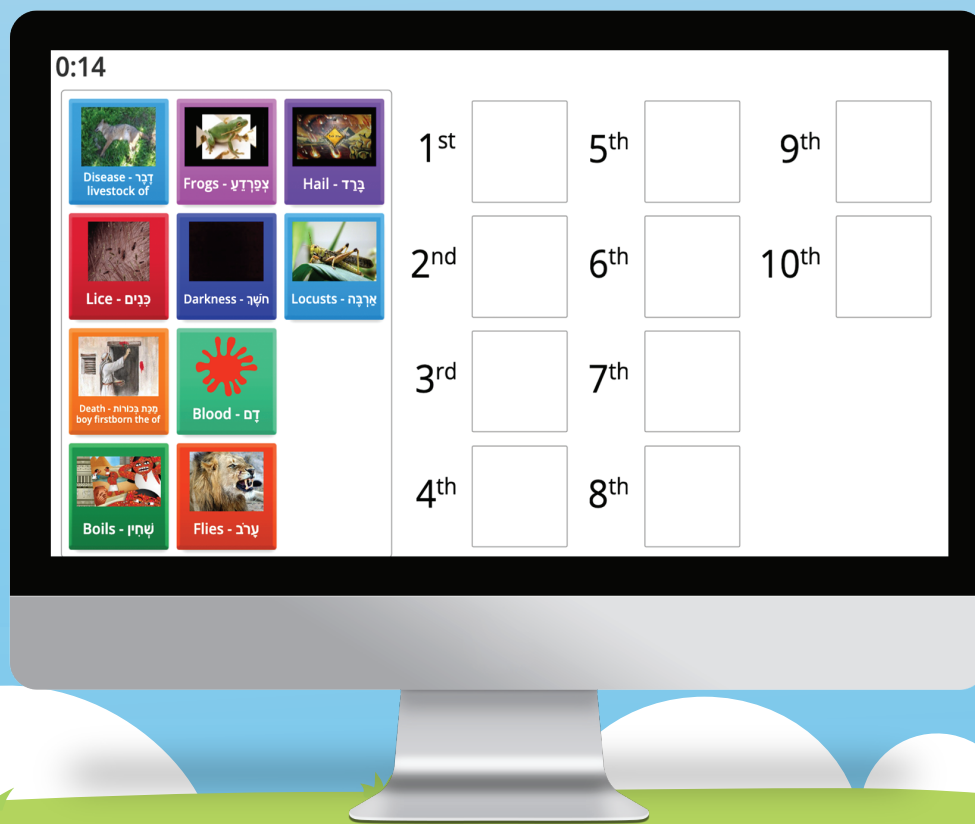 0:14
Disease - דֶבֶר
livestock of
Frogs - צְפַרְדֵעַ
Hail - בָּרָד
Lice - כִּנִים
Darkness - חֹשֶׁךְ
Locusts - אַרְבֶּה
Death - מַכַּת בְּכוֹרוֹת
boy firstborn the of
Blood - דָם
Boils - שְׁחִין
Flies - עָרֹב
1st
2nd
3rd
4th
5th
6th
7th
8th
9th
10th